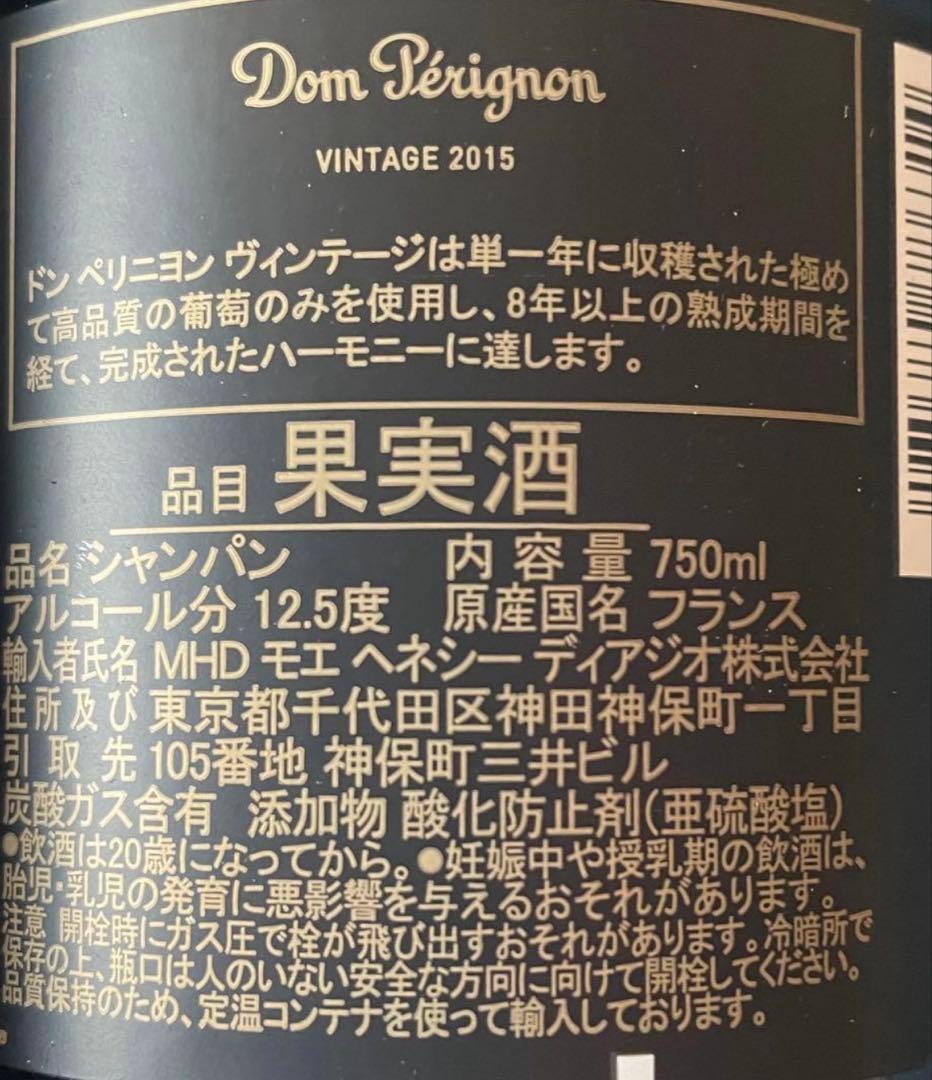 Dom Pérignon
VINTAGE 2015
ドン ペリニヨン ヴィンテージは単一年に収穫された極め
て高品質の葡萄のみを使用し、8年以上の熟成期間を
経て、完成されたハーモニーに達します。
品目 果実酒
品名 シャンパン 内容量 750ml
アルコール分 12.5度 原産国名 フランス
輸入者氏名 MHD モエ ヘネシー ディアジオ株式会社
住所及び 東京都千代田区神田神保町一丁目
引取先 105番地 神保町三井ビル
炭酸ガス含有 添加物 酸化防止剤(亜硫酸塩)
●飲酒は20歳になってから。●妊娠中や授乳期の飲酒は、
胎児・乳児の発育に悪影響を与えるおそれがあります。
注意 開栓時にガス圧で栓が飛び出すおそれがあります。冷暗所で
保存の上、瓶口は人のいない安全な方向に向けて開栓してください。
品質保持のため、定温コンテナを使って輸入しております。